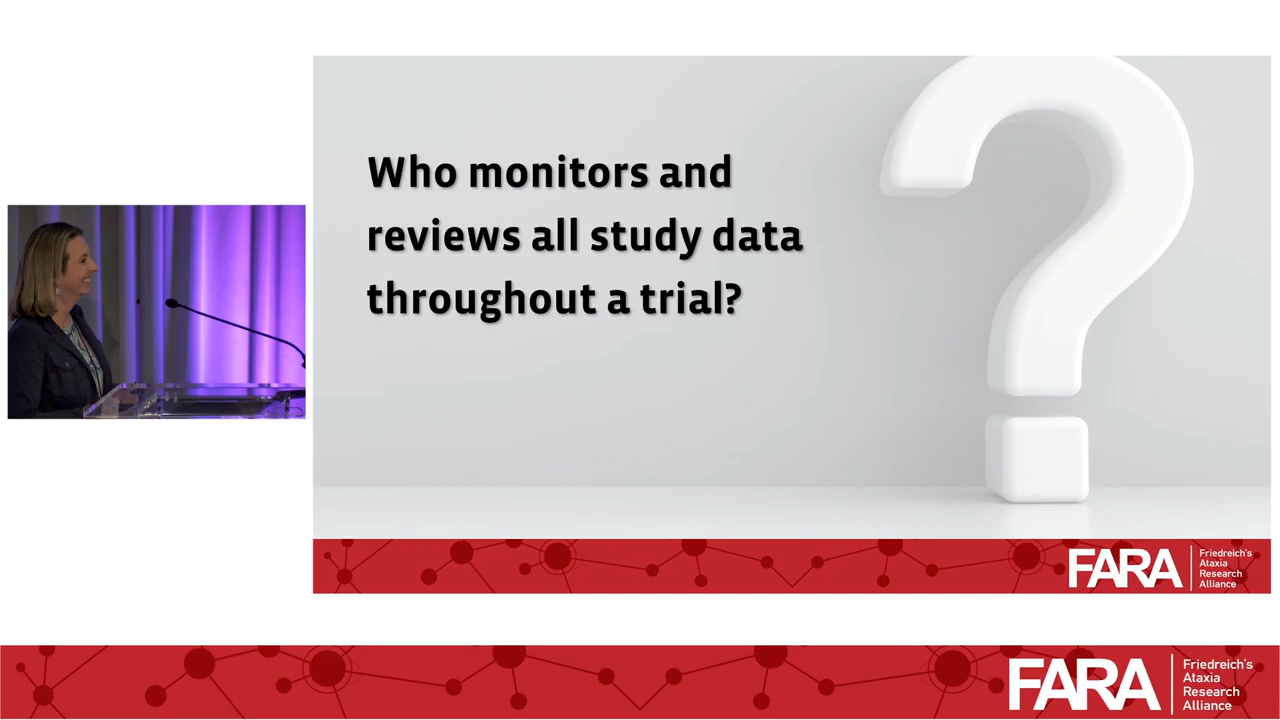 Who monitors and
reviews all study data
throughout a trial?
FARA
Friedreich's
Ataxia
Research
Alliance
FARA
Friedreich's
Ataxia
Research
Alliance